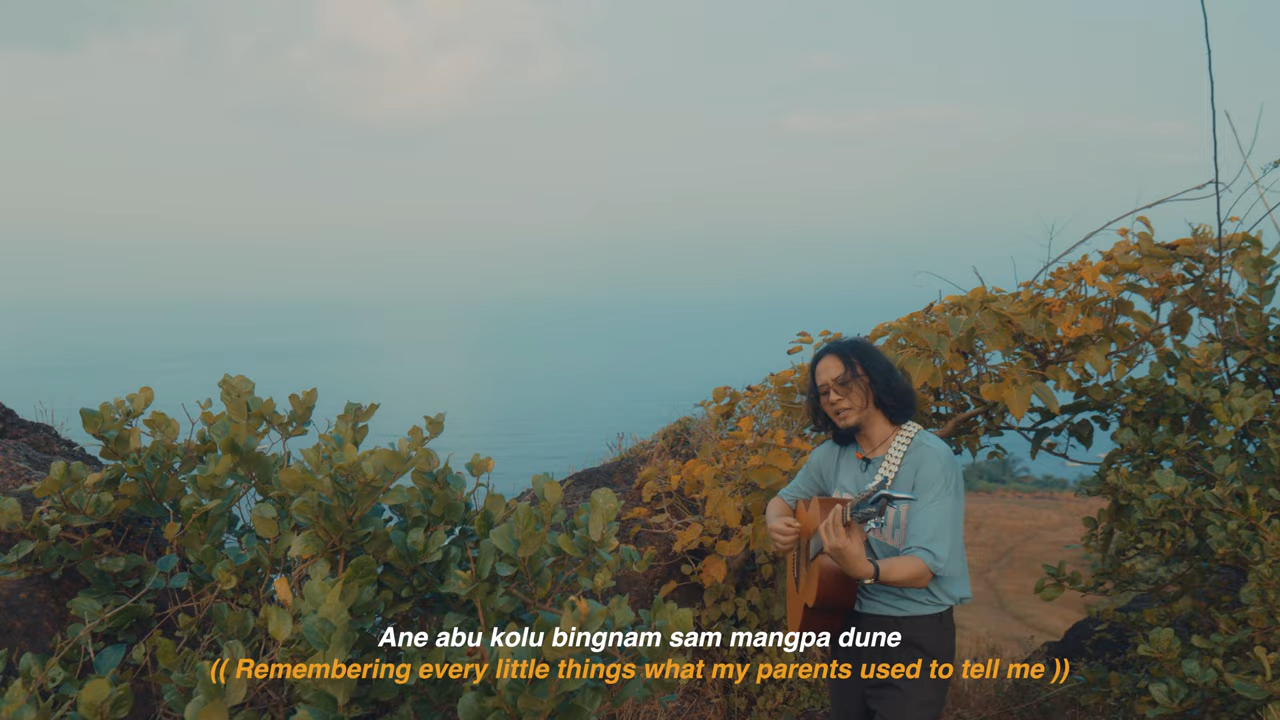 Ane abu kolu bingnam sam mangpa dune
(( Remembering every little things what my parents used to tell me ))